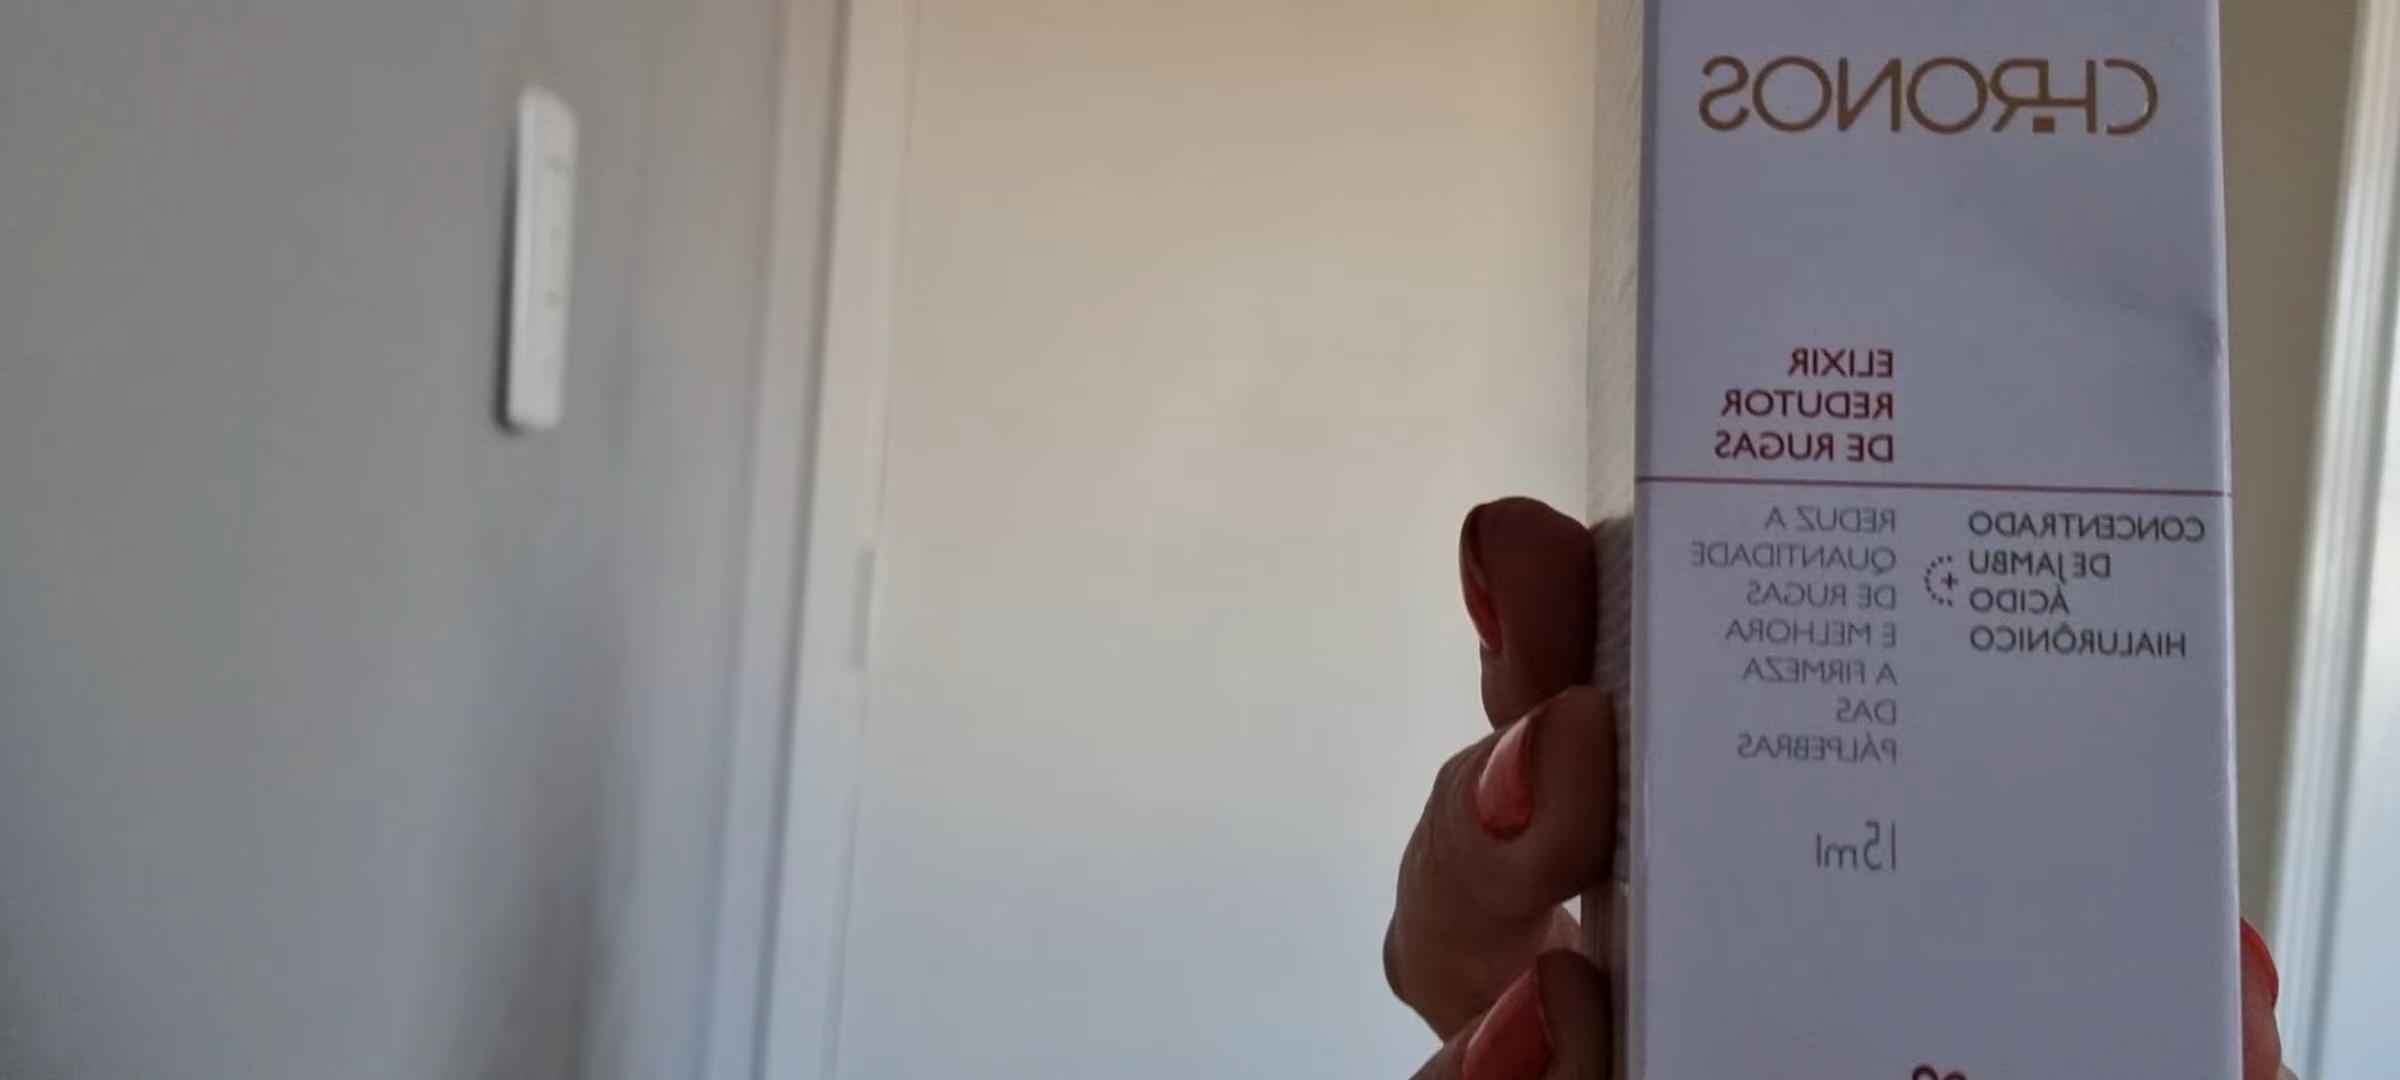 CHRONOS
ELIXIR
REDUTOR
DE RUGAS
CONCENTRADO
DE JAMBU
ÁCIDO
HIALURÔNICO
+
REDUZ A
QUANTIDADE
DE RUGAS
E MELHORA
A FIRMEZA
DAS
PÁLPEBRAS
15ml